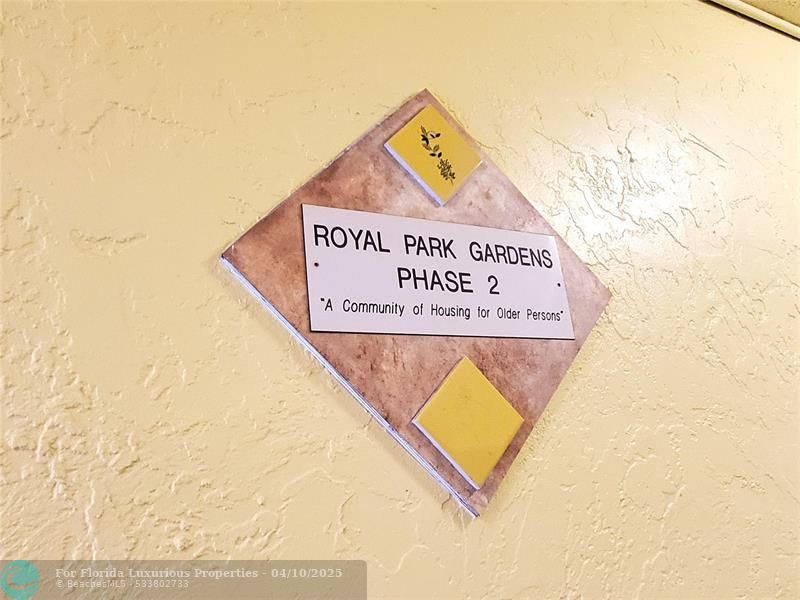 ROYAL PARK GARDENS
PHASE 2
"A Community of Housing for Older Persons"
For Florida Luxurious Properties - 04/10/2025
© BeachesMLS - 533802733